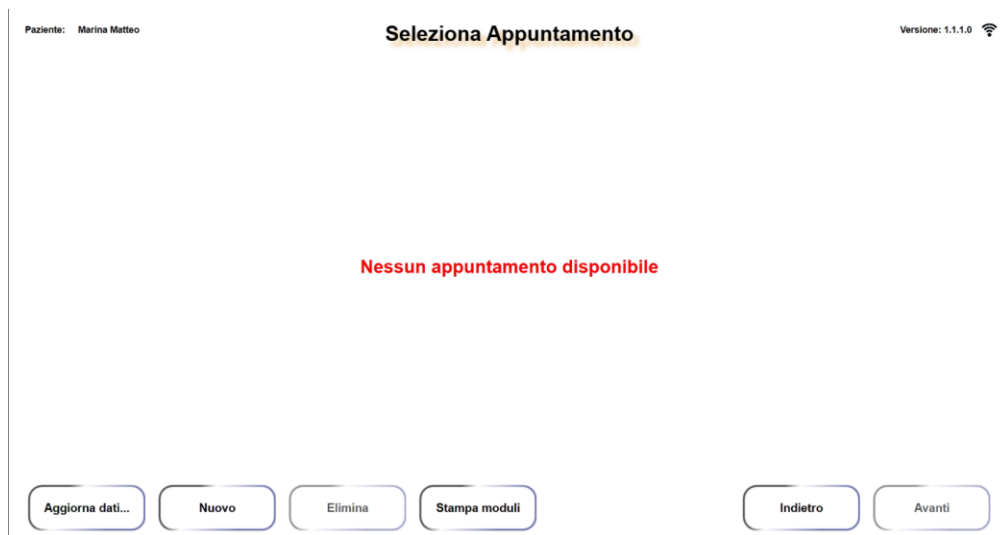 Paziente: Marina Matteo
Seleziona Appuntamento
Versione: 1.1.1.0
Nessun appuntamento disponibile
Aggiorna dati...
Nuovo
Elimina
Stampa moduli
Indietro
Avanti